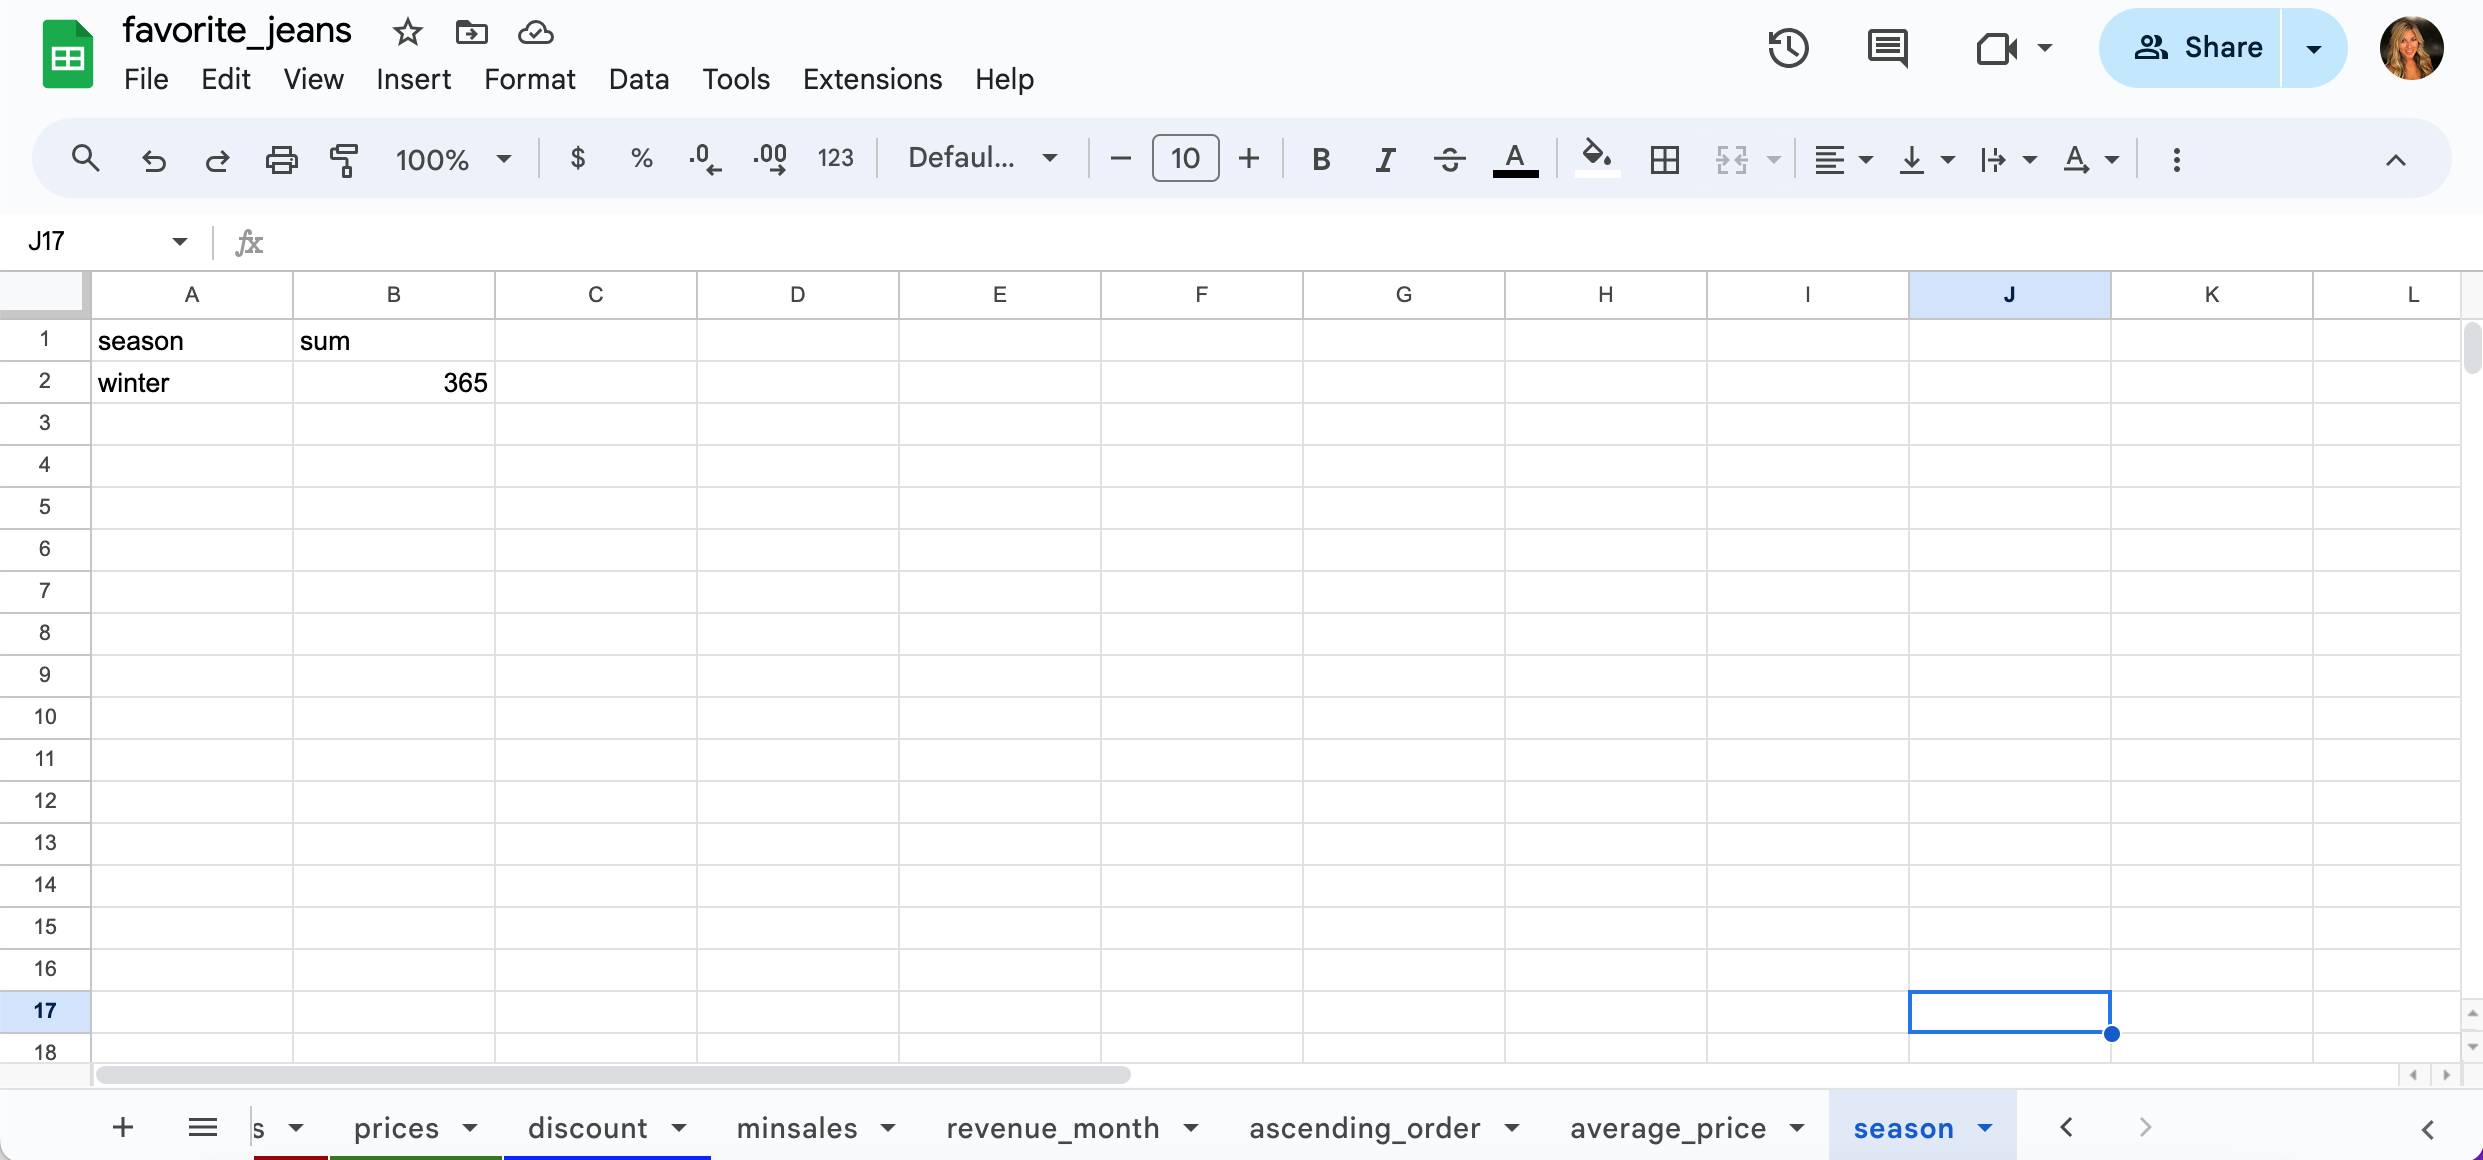 favorite_jeans
File Edit View Insert Format Data Tools Extensions Help
Share
100% $ % .0 .00 123 Defaul... 10 B I A A
J17 fx
A B C D E F G H I J K L
1 season sum
2 winter 365
3
4
5
6
7
8
9
10
11
12
13
14
15
16
17
18
s prices discount minsales revenue_month ascending_order average_price season